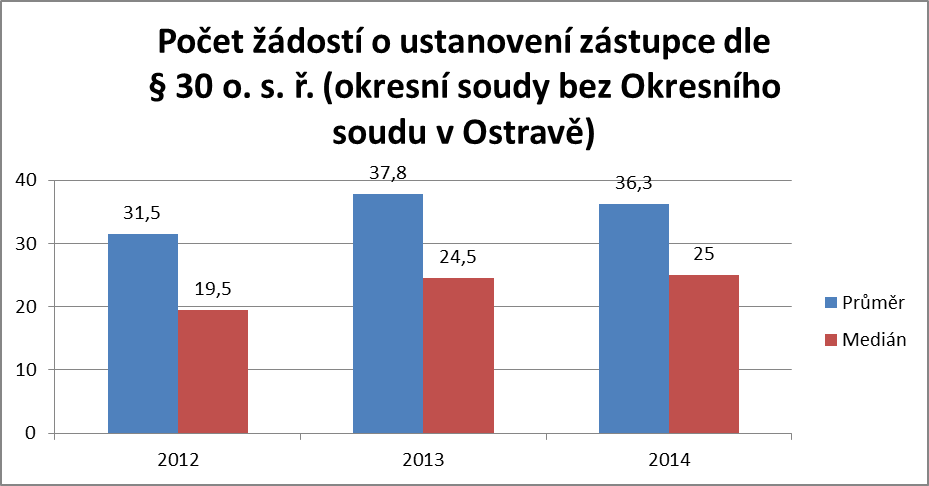 Počet žádostí o ustanovení zástupce dle
§ 30 o. s. ř. (okresní soudy bez Okresního
soudu v Ostravě)
40
30
20
10
0
31,5
19,5
37,8
24,5
36,3
25
2012
2013
2014
Průměr
Medián